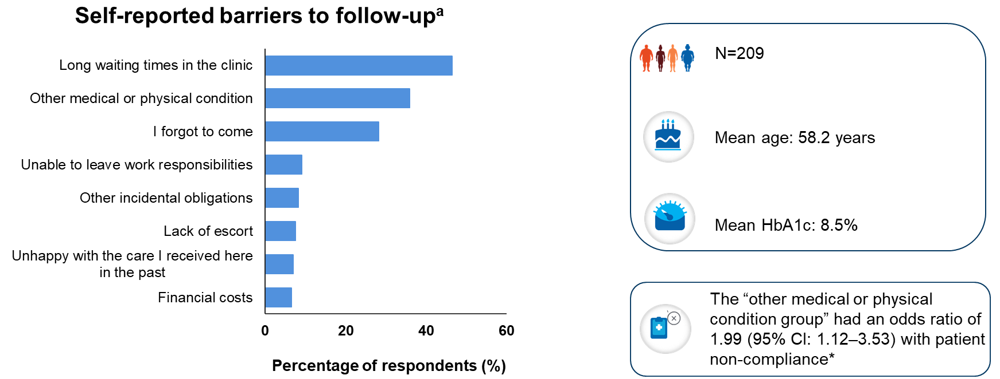 Self-reported barriers to follow-upª
Long waiting times in the clinic
Other medical or physical condition
I forgot to come
Unable to leave work responsibilities
Other incidental obligations
Lack of escort
Unhappy with the care I received here
in the past
Financial costs
0 20 40 60
Percentage of respondents (%)
N=209
Mean age: 58.2 years
Mean HbA1c: 8.5%
The “other medical or physical
condition group” had an odds ratio of
1.99 (95% CI: 1.12–3.53) with patient
non-compliance*